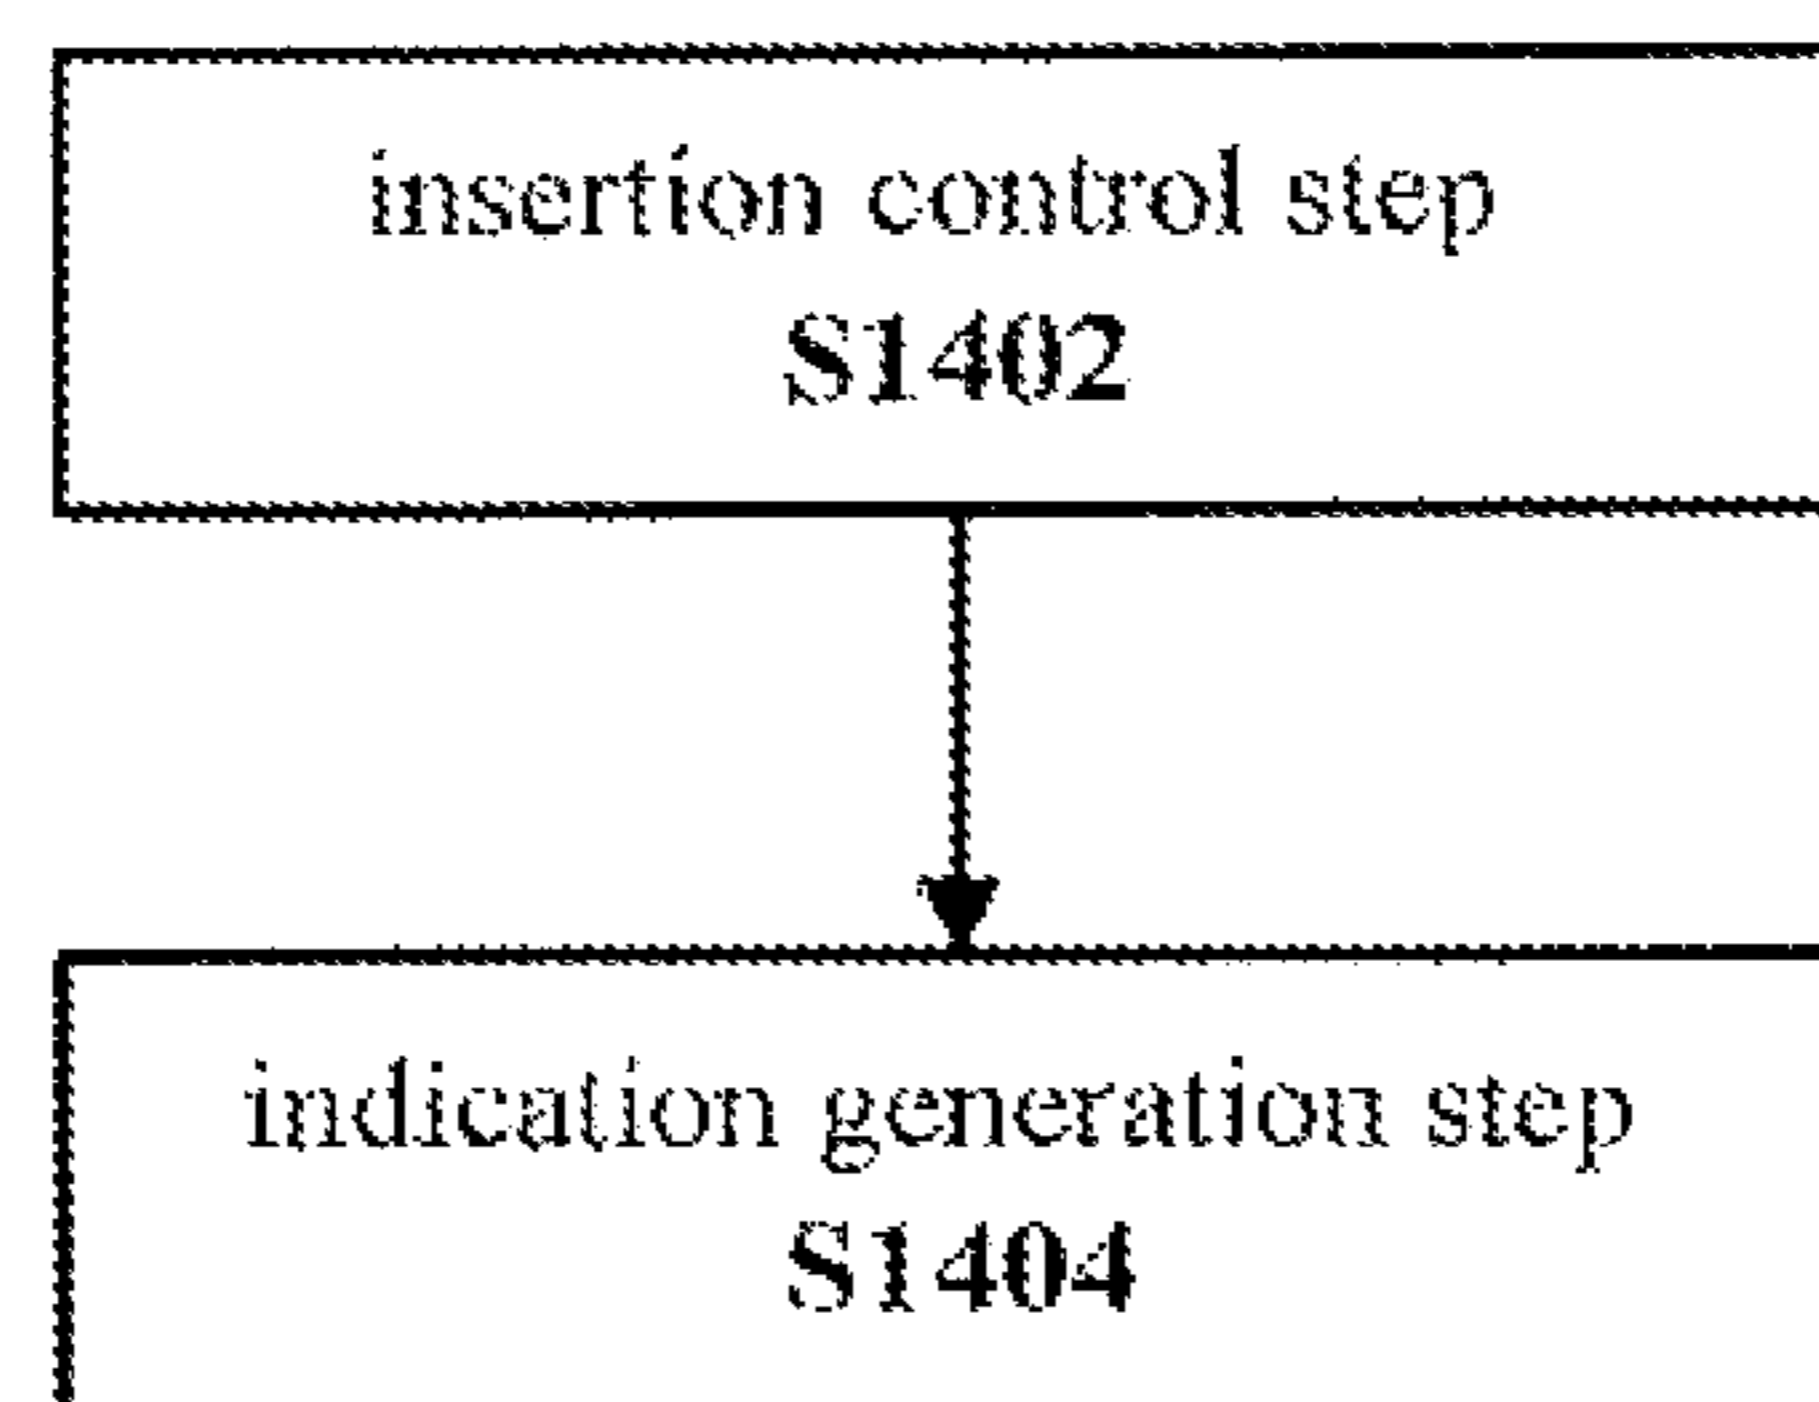 insertion control step
S1402
indication generation step
S1404